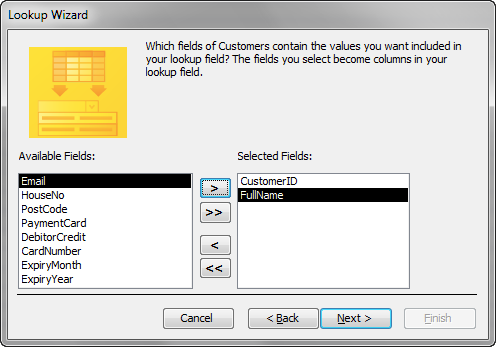 Lookup Wizard
Which fields of Customers contain the values you want included in
your lookup field? The fields you select become columns in your
lookup field.
Available Fields:
Email
HouseNo
PostCode
PaymentCard
DebitorCredit
CardNumber
ExpiryMonth
ExpiryYear
>
>>
<
<<
Selected Fields:
CustomerID
FullName
Cancel
< Back
Next >
Finish